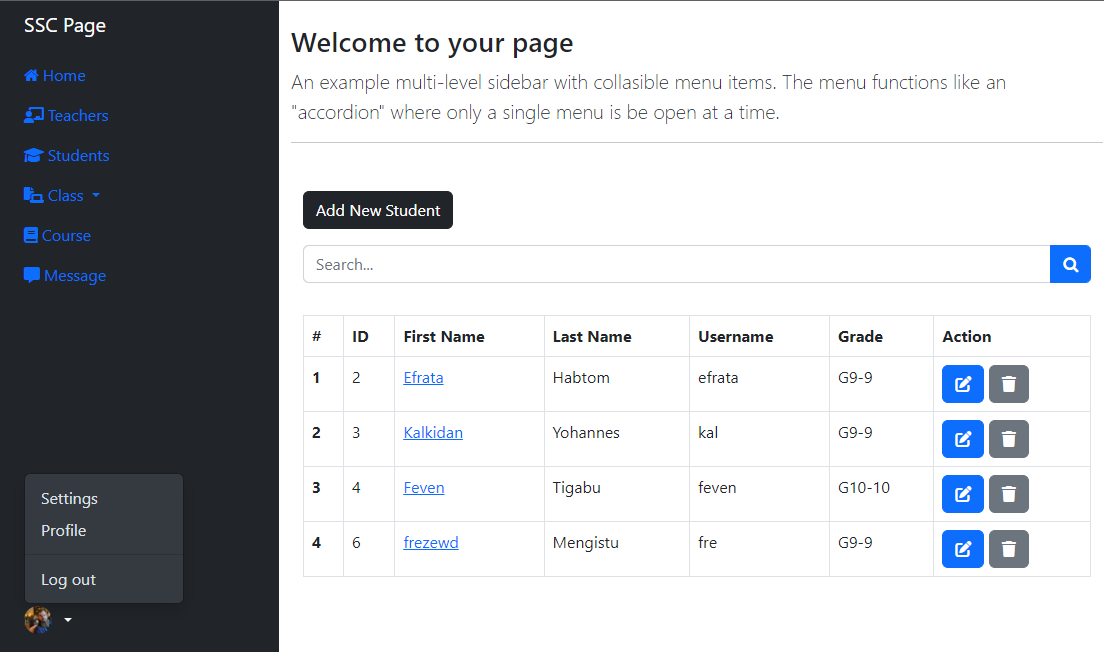 SSC Page
Home
Teachers
Students
Class
Course
Message
Settings
Profile
Log out
Welcome to your page
An example multi-level sidebar with collasible menu items. The menu functions like an
"accordion" where only a single menu is be open at a time.
Add New Student
Search...
# ID First Name Last Name Username Grade Action
1 2 Efrata Habtom efrata G9-9
2 3 Kalkidan Yohannes kal G9-9
3 4 Feven Tigabu feven G10-10
4 6 frezewd Mengistu fre G9-9